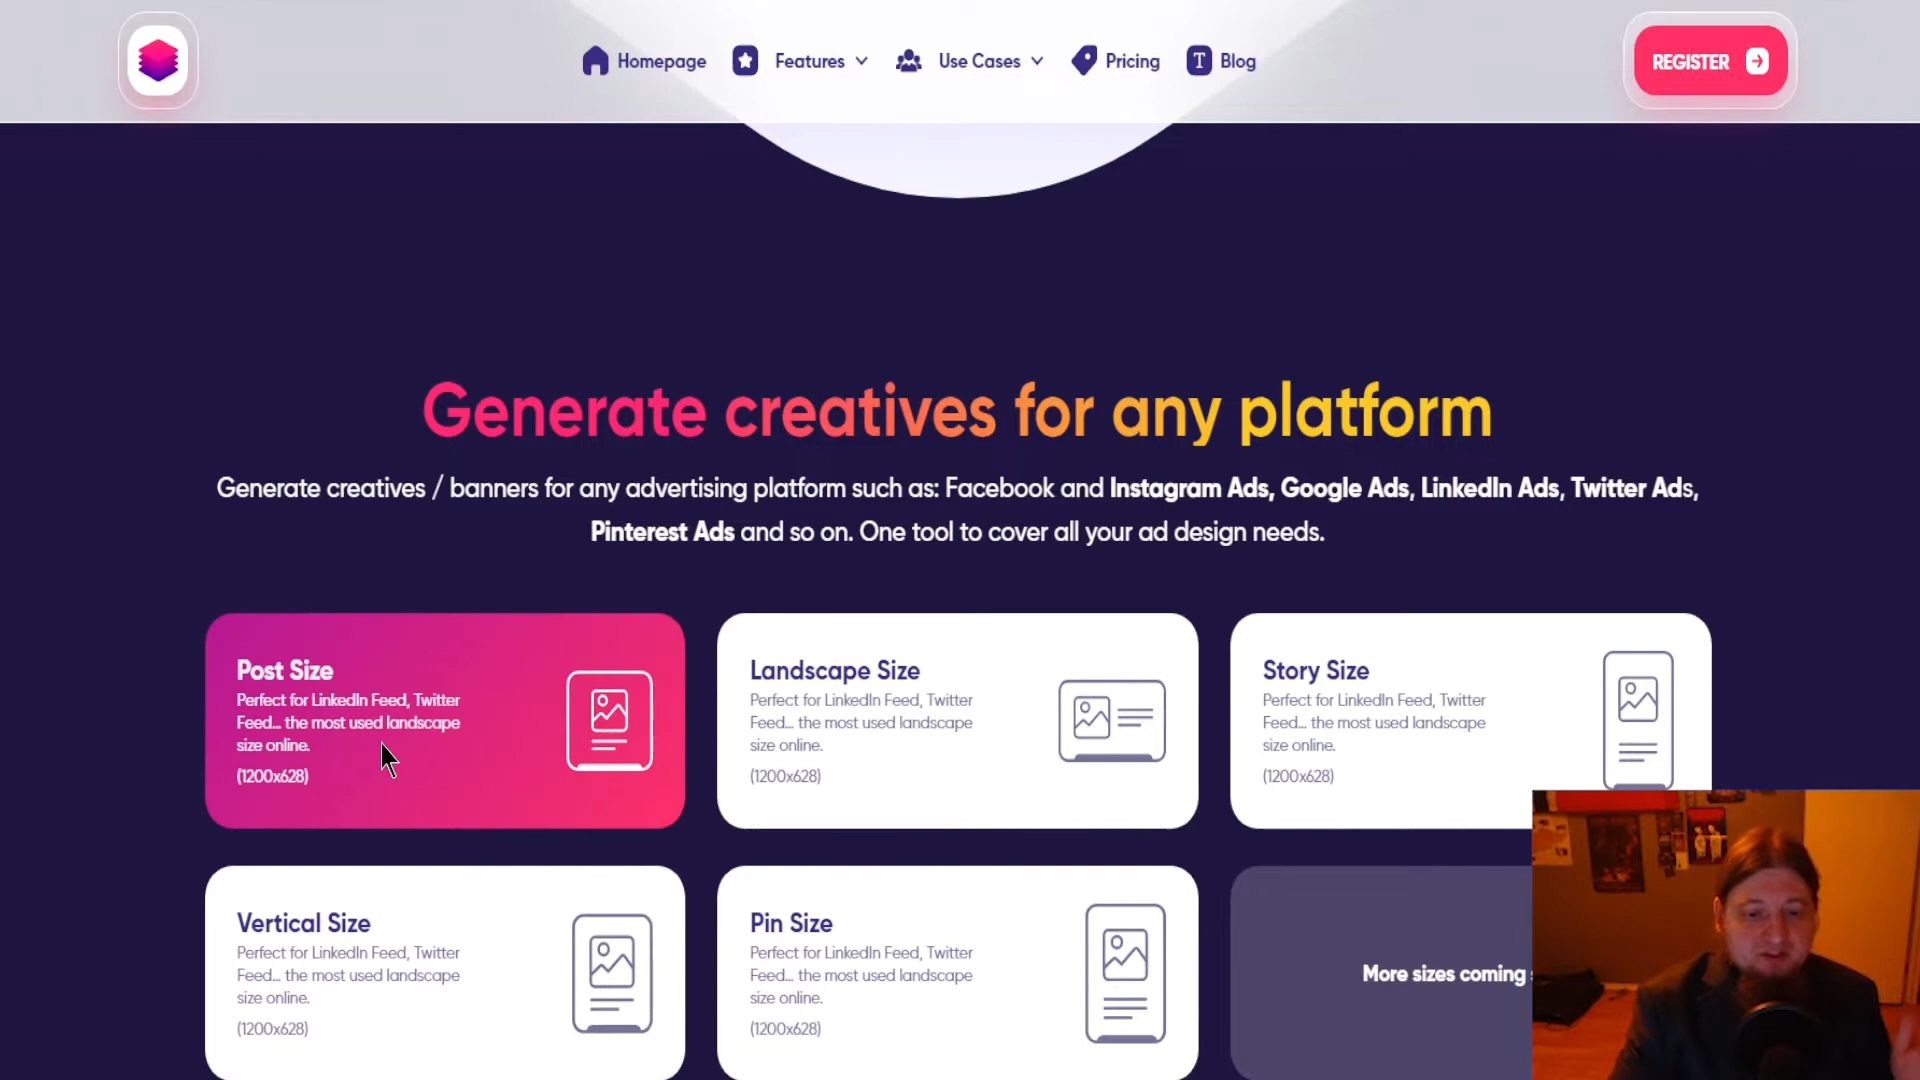 Homepage
Features
Use Cases
Pricing
T
Blog
REGISTER
Generate creatives for any platform
Generate creatives / banners for any advertising platform such as: Facebook and Instagram Ads, Google Ads, LinkedIn Ads, Twitter Ads,
Pinterest Ads and so on. One tool to cover all your ad design needs.
Post Size
Perfect for LinkedIn Feed, Twitter
Feed... the most used landscape
size online.
(1200x628)
Landscape Size
Perfect for LinkedIn Feed, Twitter
Feed... the most used landscape
size online.
(1200x628)
Story Size
Perfect for LinkedIn Feed, Twitter
Feed... the most used landscape
size online.
(1200x628)
Vertical Size
Perfect for LinkedIn Feed, Twitter
Feed... the most used landscape
size online.
(1200x628)
Pin Size
Perfect for LinkedIn Feed, Twitter
Feed... the most used landscape
size online.
(1200x628)
More sizes coming